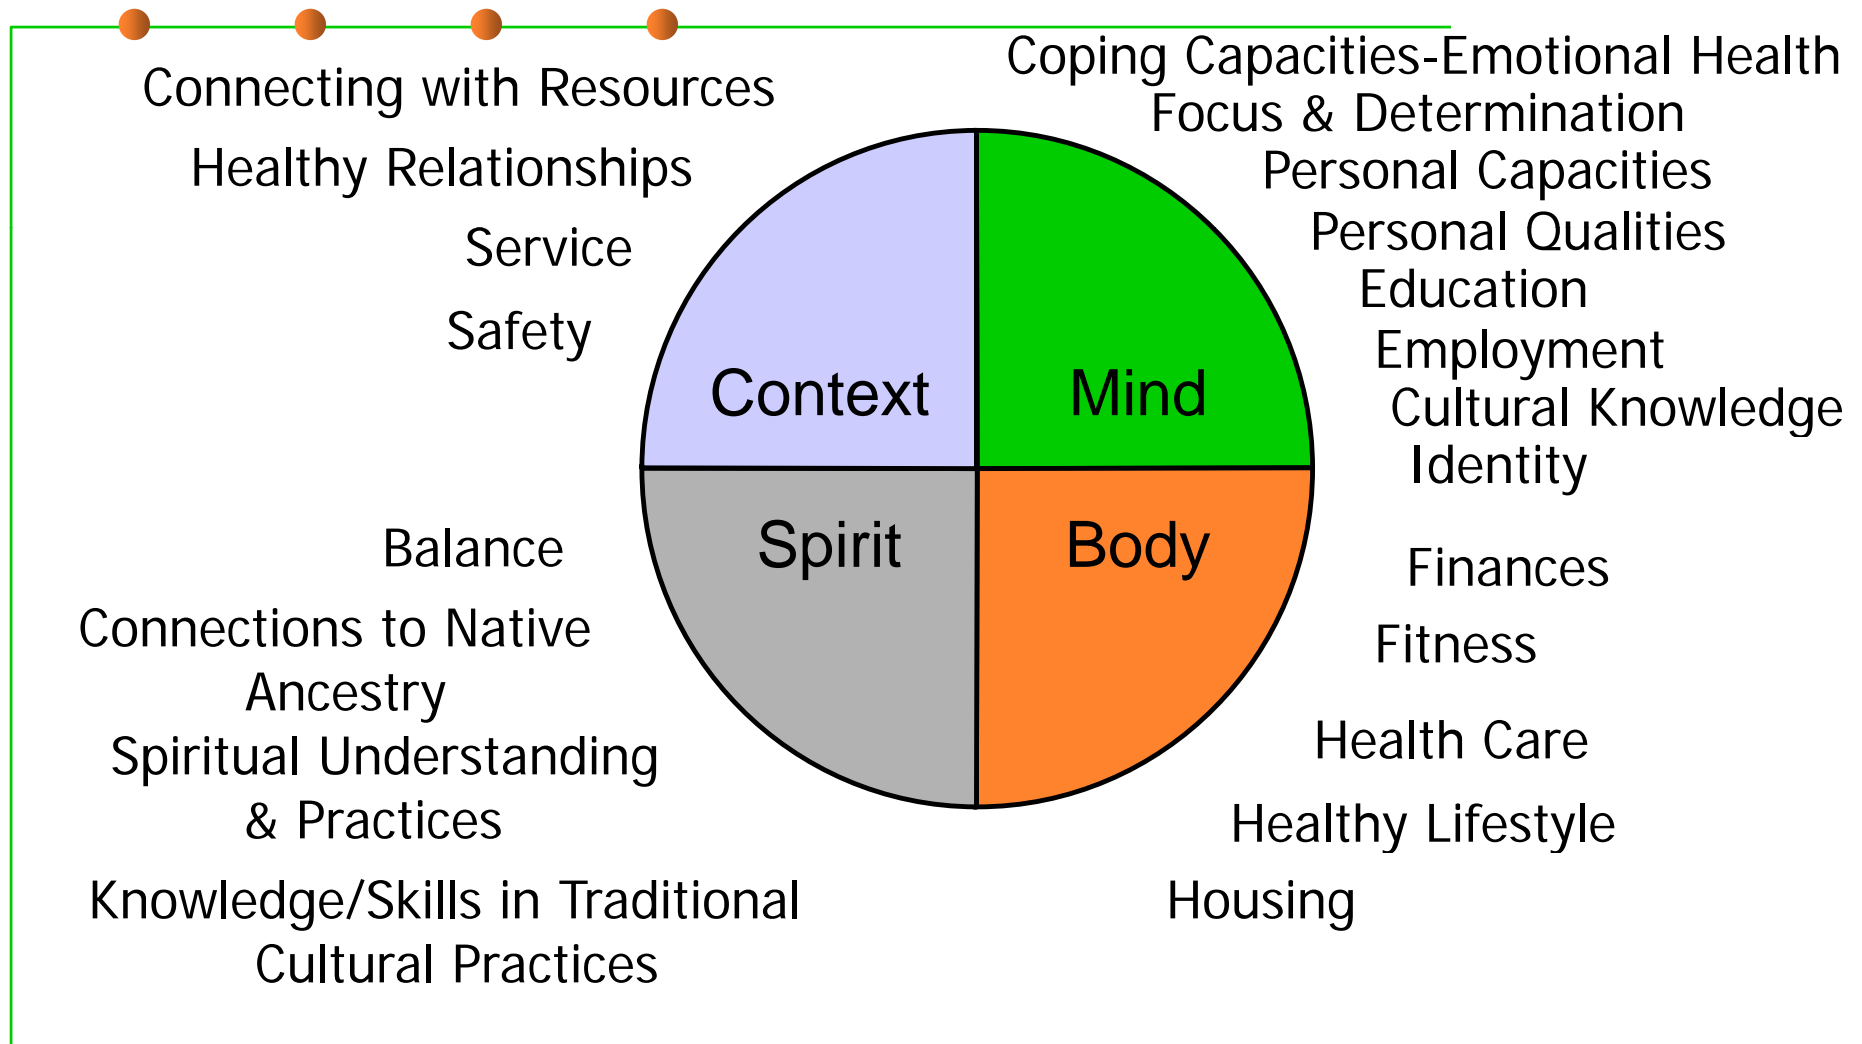 Connecting with Resources
Healthy Relationships
Service
Safety
Coping Capacities-Emotional Health
Focus & Determination
Personal Capacities
Personal Qualities
Education
Employment
Cultural Knowledge
Identity
Context
Mind
Spirit
Body
Balance
Connections to Native
Ancestry
Spiritual Understanding
& Practices
Knowledge/Skills in Traditional
Cultural Practices
Finances
Fitness
Health Care
Healthy Lifestyle
Housing